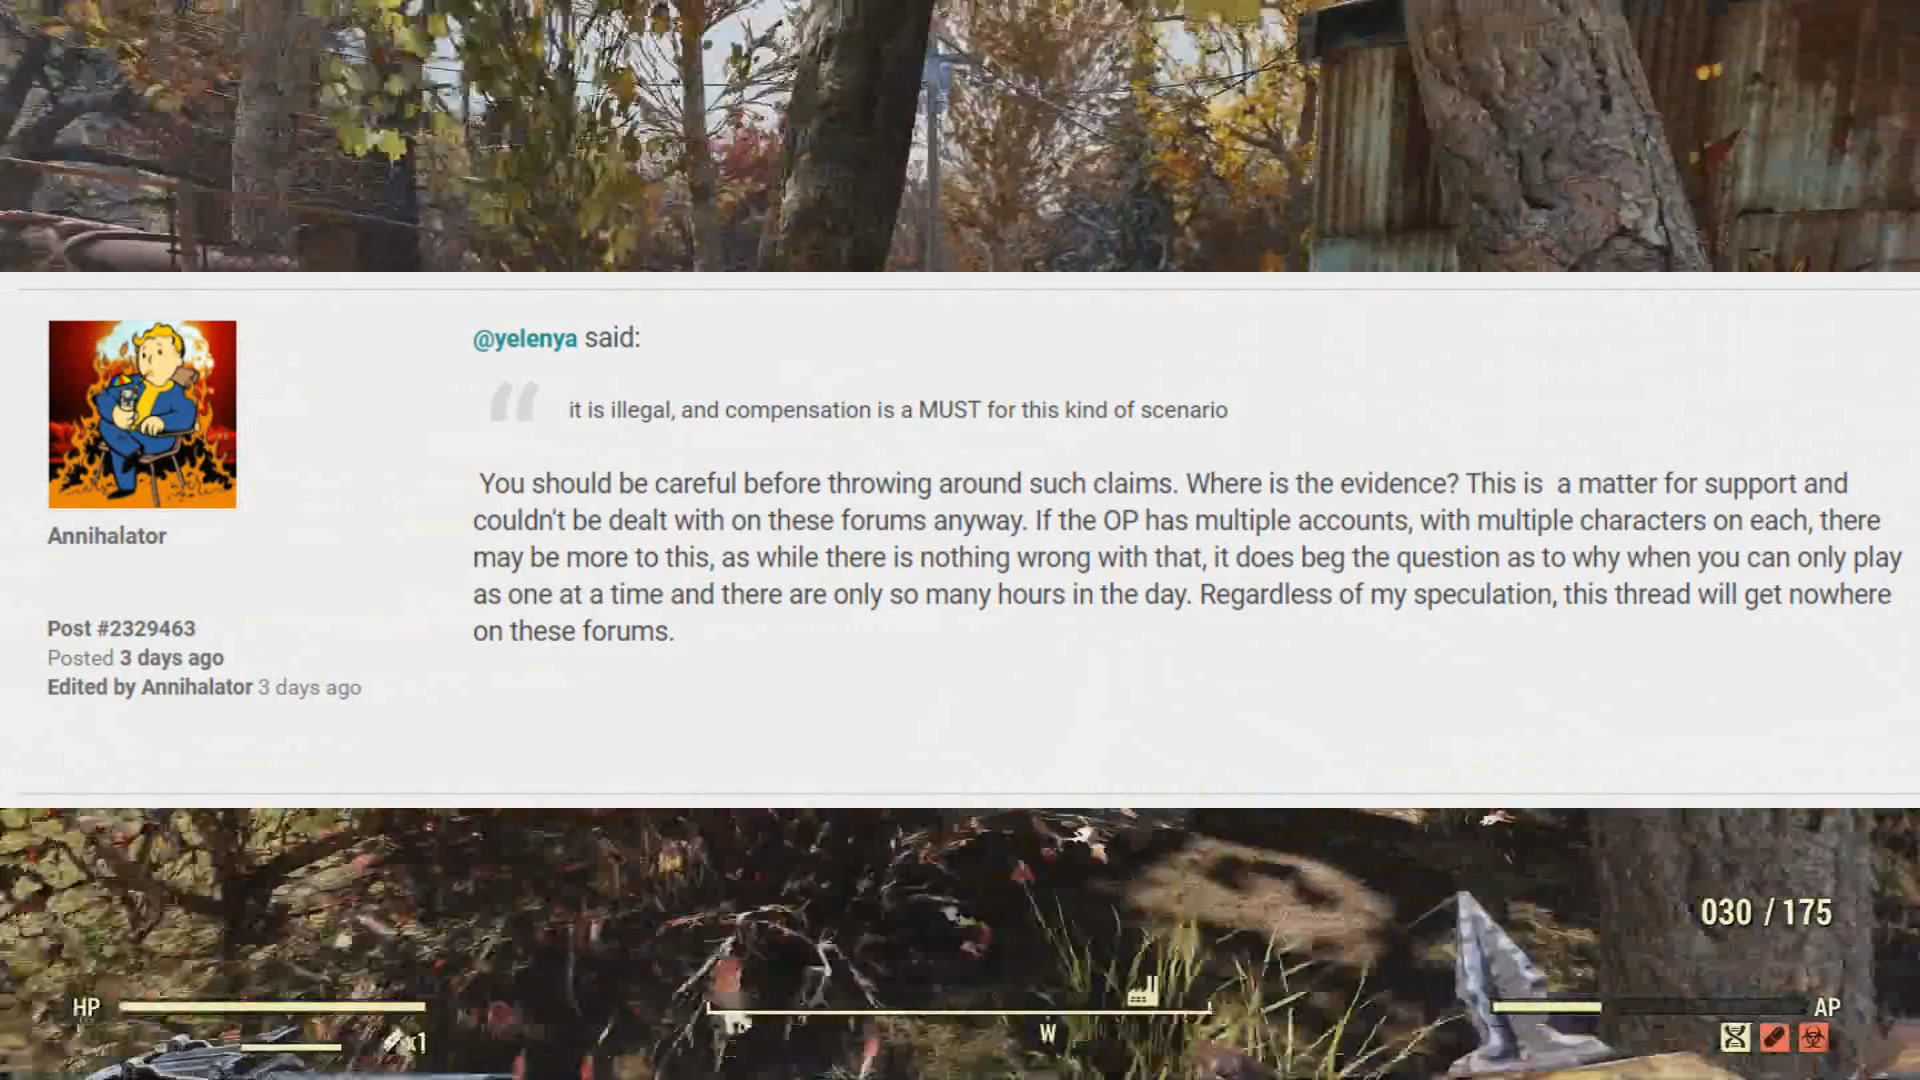 @yelenya said:
it is illegal, and compensation is a MUST for this kind of scenario
You should be careful before throwing around such claims. Where is the evidence? This is  a matter for support and
couldn't be dealt with on these forums anyway. If the OP has multiple accounts, with multiple characters on each, there
may be more to this, as while there is nothing wrong with that, it does beg the question as to why when you can only play
as one at a time and there are only so many hours in the day. Regardless of my speculation, this thread will get nowhere
on these forums.
Annihalator
Post #2329463
Posted 3 days ago
Edited by Annihalator 3 days ago
030 / 175
HP
AP
W
x1